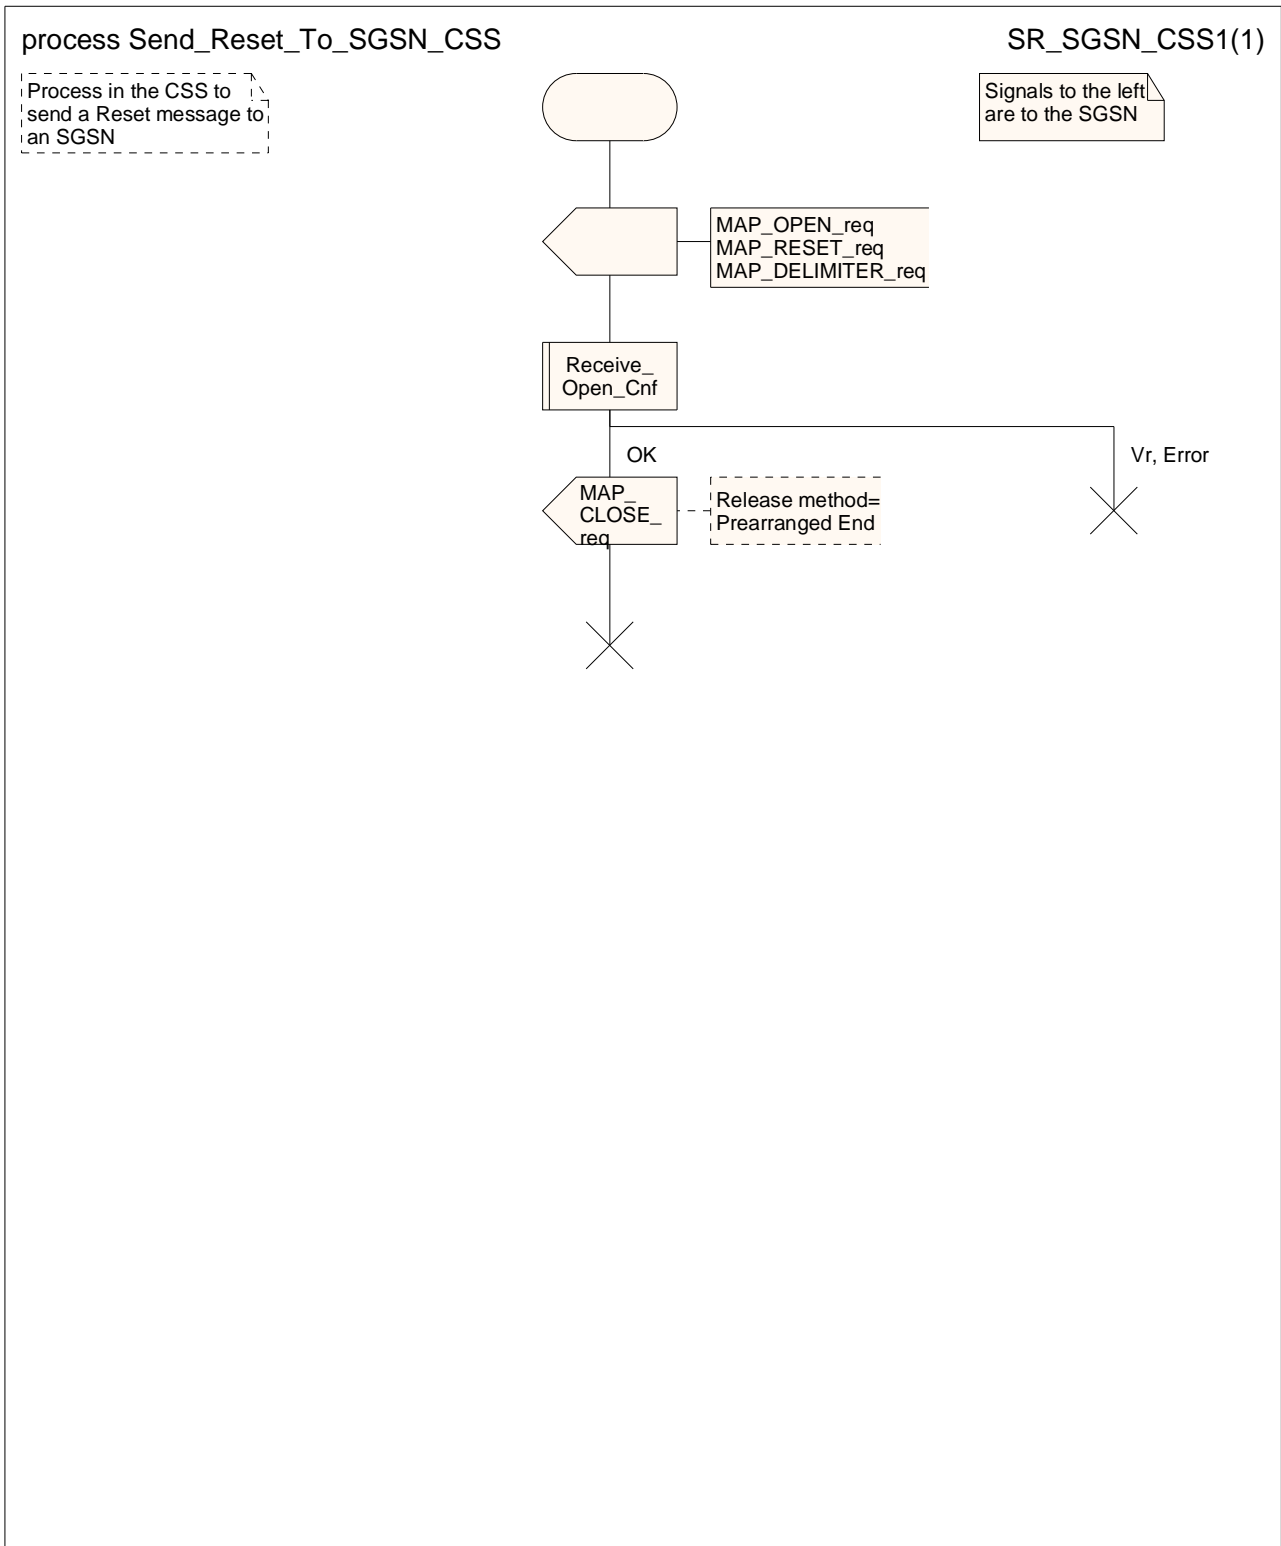 process Send_Reset_To_SGSN_CSS
SR_SGSN_CSS1(1)
Process in the CSS to
send a Reset message to
an SGSN
Signals to the left
are to the SGSN
MAP_OPEN_req
MAP_RESET_req
MAP_DELIMITER_req
Receive_
Open_Cnf
OK
Vr, Error
MAP_
CLOSE_
req
Release method=
Prearranged End